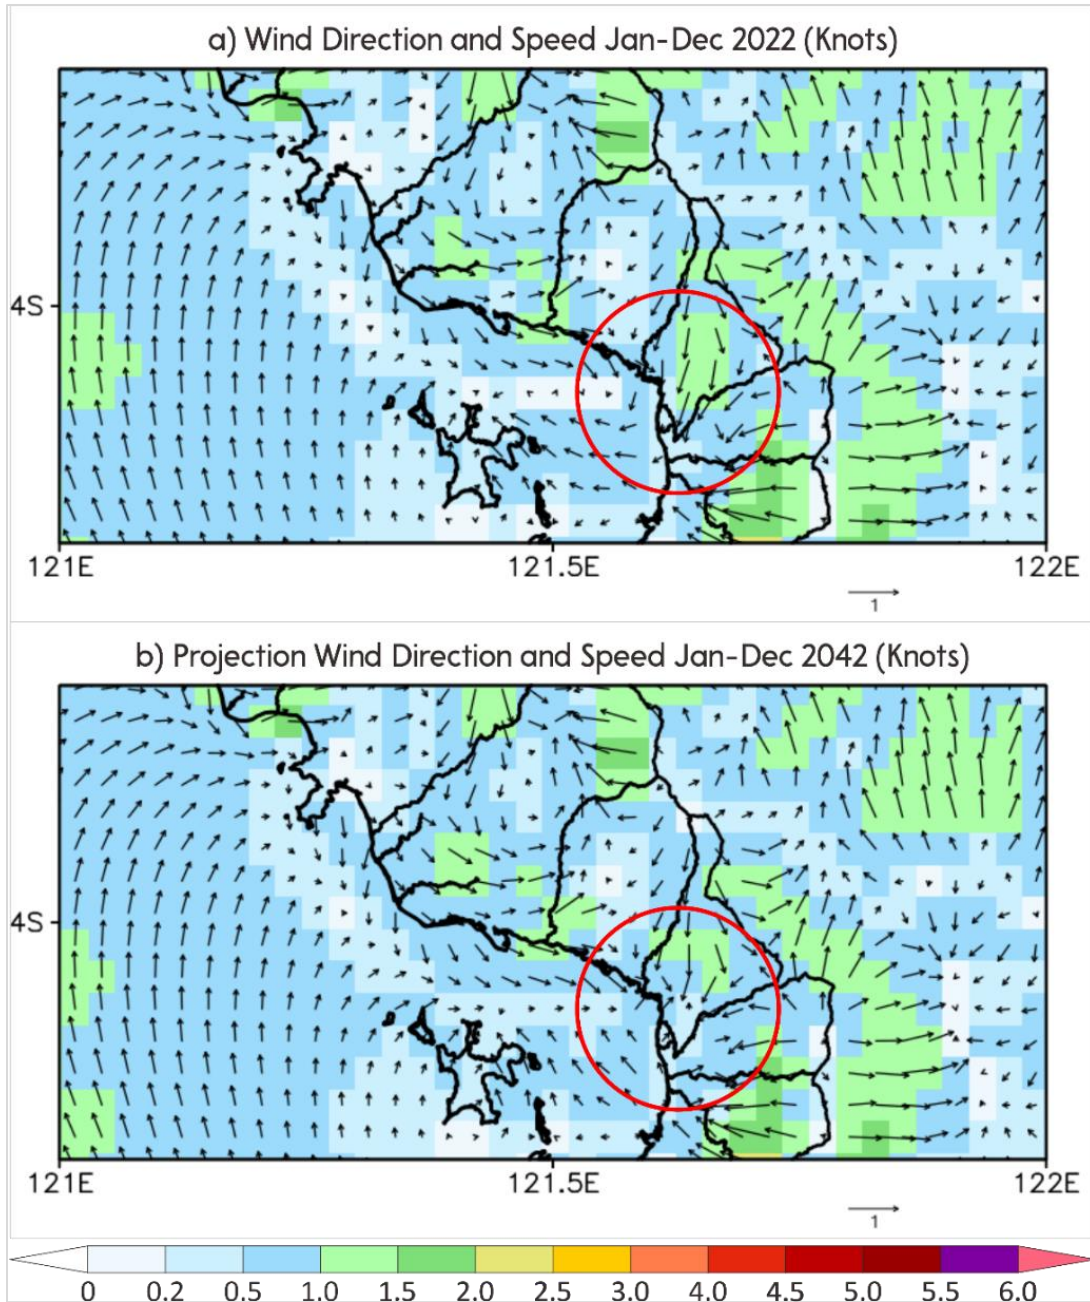 a) Wind Direction and Speed Jan-Dec 2022 (Knots)
4S
121E 121.5E 122E
1
b) Projection Wind Direction and Speed Jan-Dec 2042 (Knots)
4S
121E 121.5E 122E
1
0 0.2 0.5 1.0 1.5 2.0 2.5 3.0 4.0 4.5 5.0 5.5 6.0